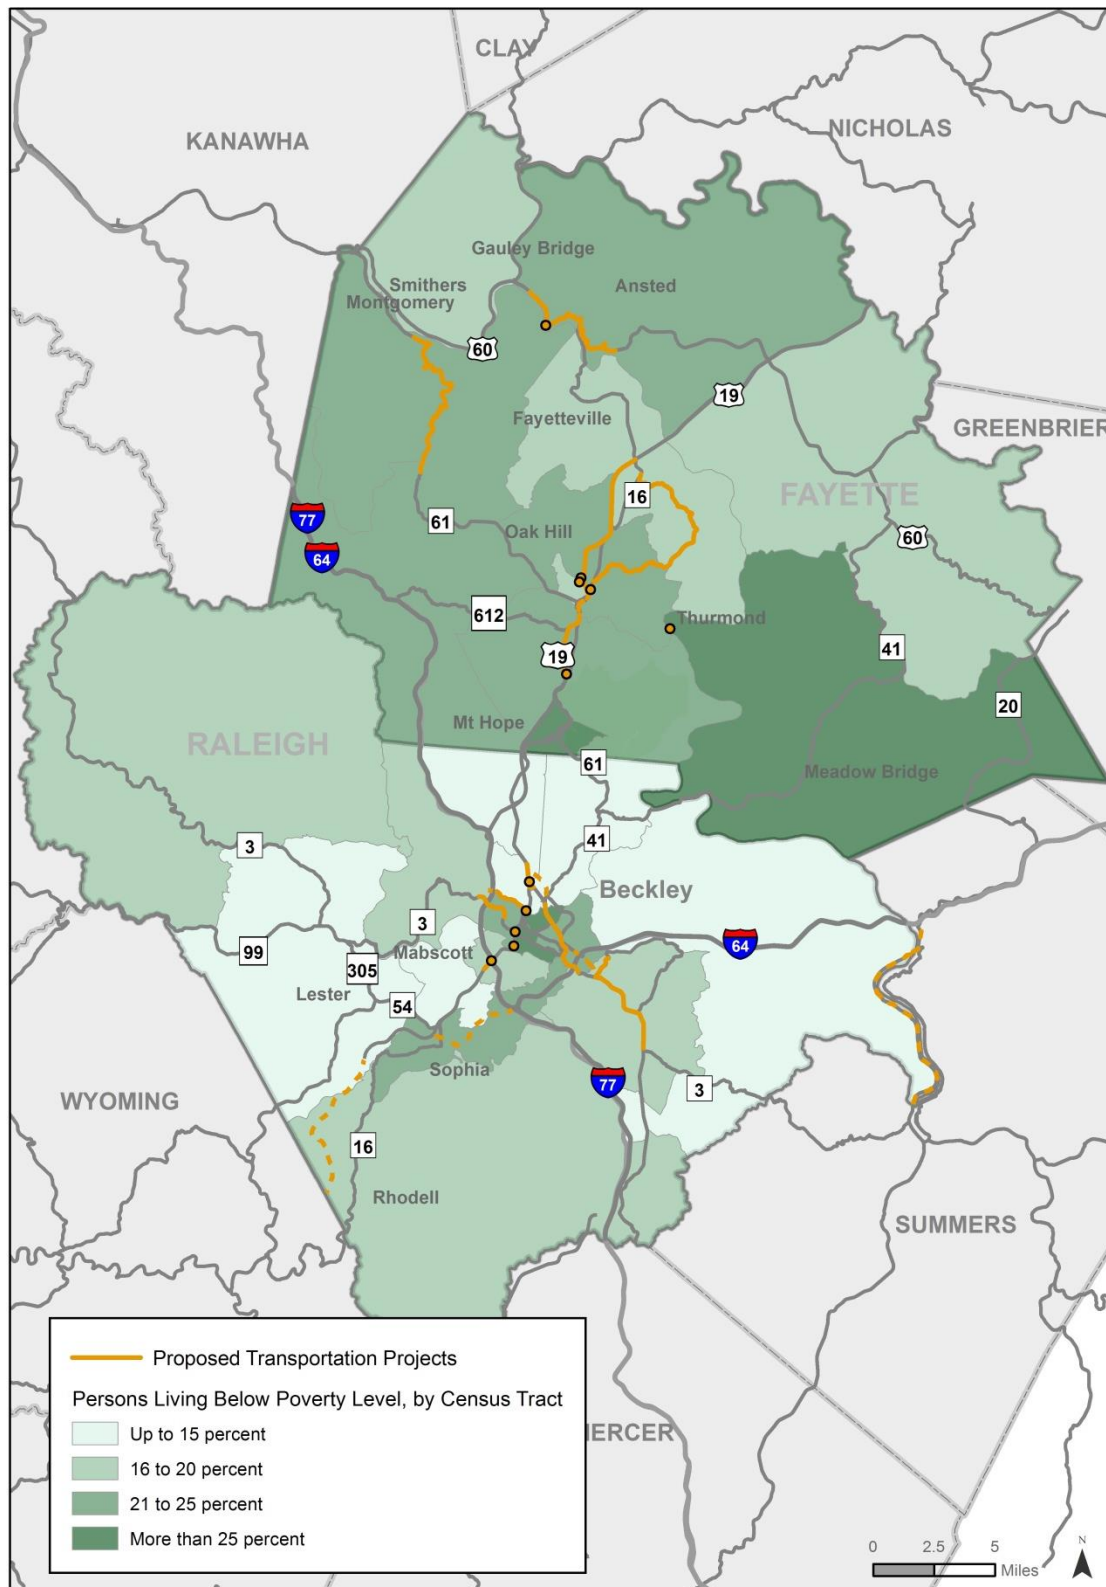 CLAY
NICHOLAS
KANAWHA
Gauley Bridge
Smithers
Ansted
Montgomery
60
19
Fayetteville
GREENBRIER
FAYETTE
16
77
61
Oak Hill
60
64
612
Thurmond
41
19
20
Mt Hope
RALEIGH
61
Meadow Bridge
3
41
Beckley
3
99
Mabscott
64
305
Lester
54
Sophia
77
3
WYOMING
16
Rhodell
SUMMERS
Proposed Transportation Projects
Persons Living Below Poverty Level, by Census Tract
Up to 15 percent
MERCER
16 to 20 percent
21 to 25 percent
More than 25 percent
N
0 2.5 5
Miles